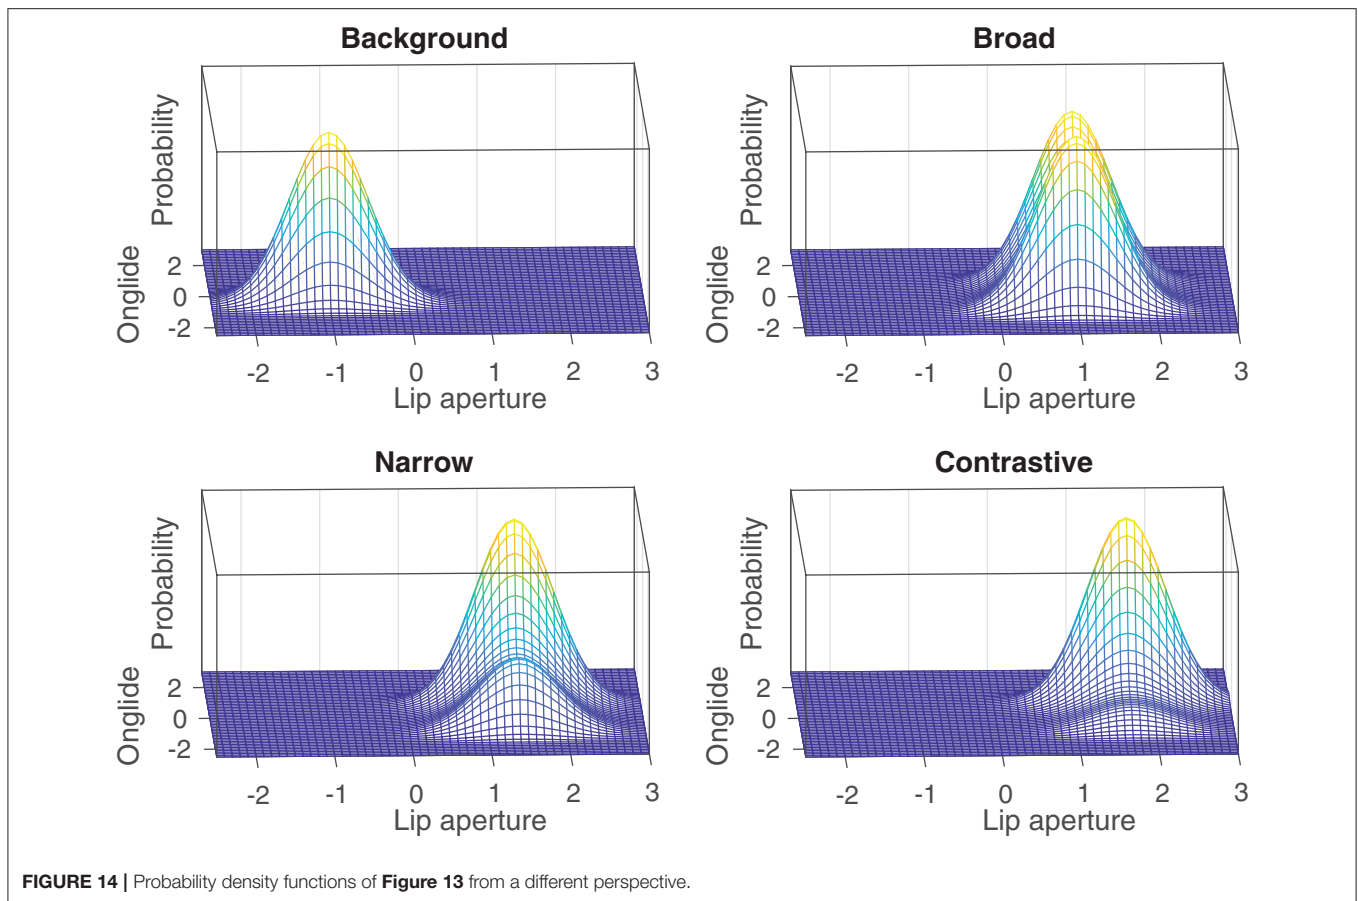 Background
Probability
Onglide
2
0
-2
-2 -1 0 1 2 3
Lip aperture
Broad
Probability
Onglide
2
0
-2
-2 -1 0 1 2 3
Lip aperture
Narrow
Probability
Onglide
2
0
-2
-2 -1 0 1 2 3
Lip aperture
Contrastive
Probability
Onglide
2
0
-2
-2 -1 0 1 2 3
Lip aperture
FIGURE 14 | Probability density functions of Figure 13 from a different perspective.